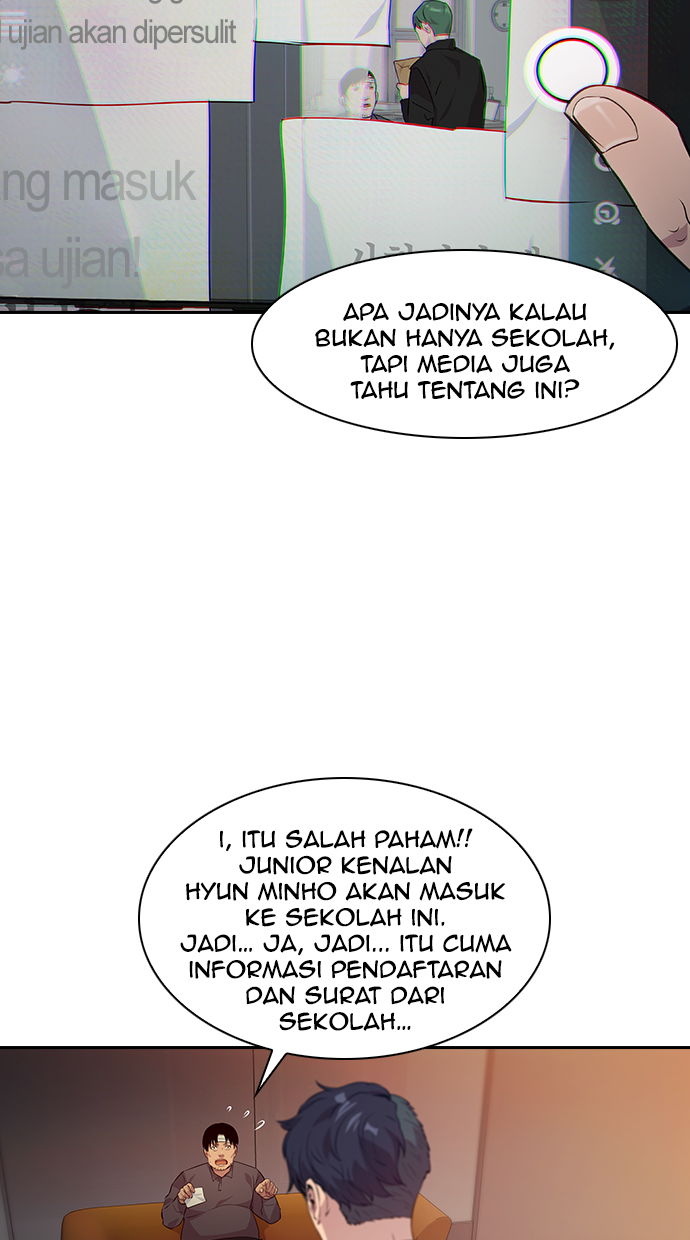 ujian akan dipersulit
masuk
ujian!
APA JADINYA KALAU
BUKAN HANYA SEKOLAH,
TAPI MEDIA JUGA
TAHU TENTANG INI?
I, ITU SALAH PAHAM!!
JUNIOR KENALAN
HYUN MINHO AKAN MASUK
KE SEKOLAH INI.
JADI... JA, JADI... ITU CUMA
INFORMASI PENDAFTARAN
DAN SURAT DARI
SEKOLAH...